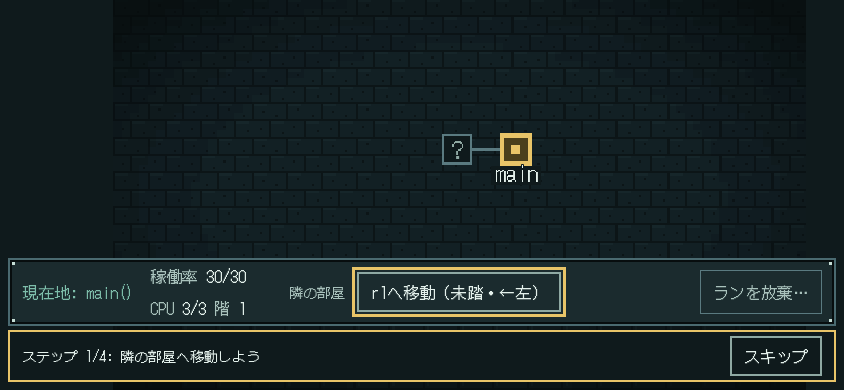 ?
main
現在地: main()
稼働率 30/30
CPU 3/3 階 1
隣の部屋
r1へ移動 (未踏・←左)
ランを放棄…
ステップ 1/4: 隣の部屋へ移動しよう
スキップ